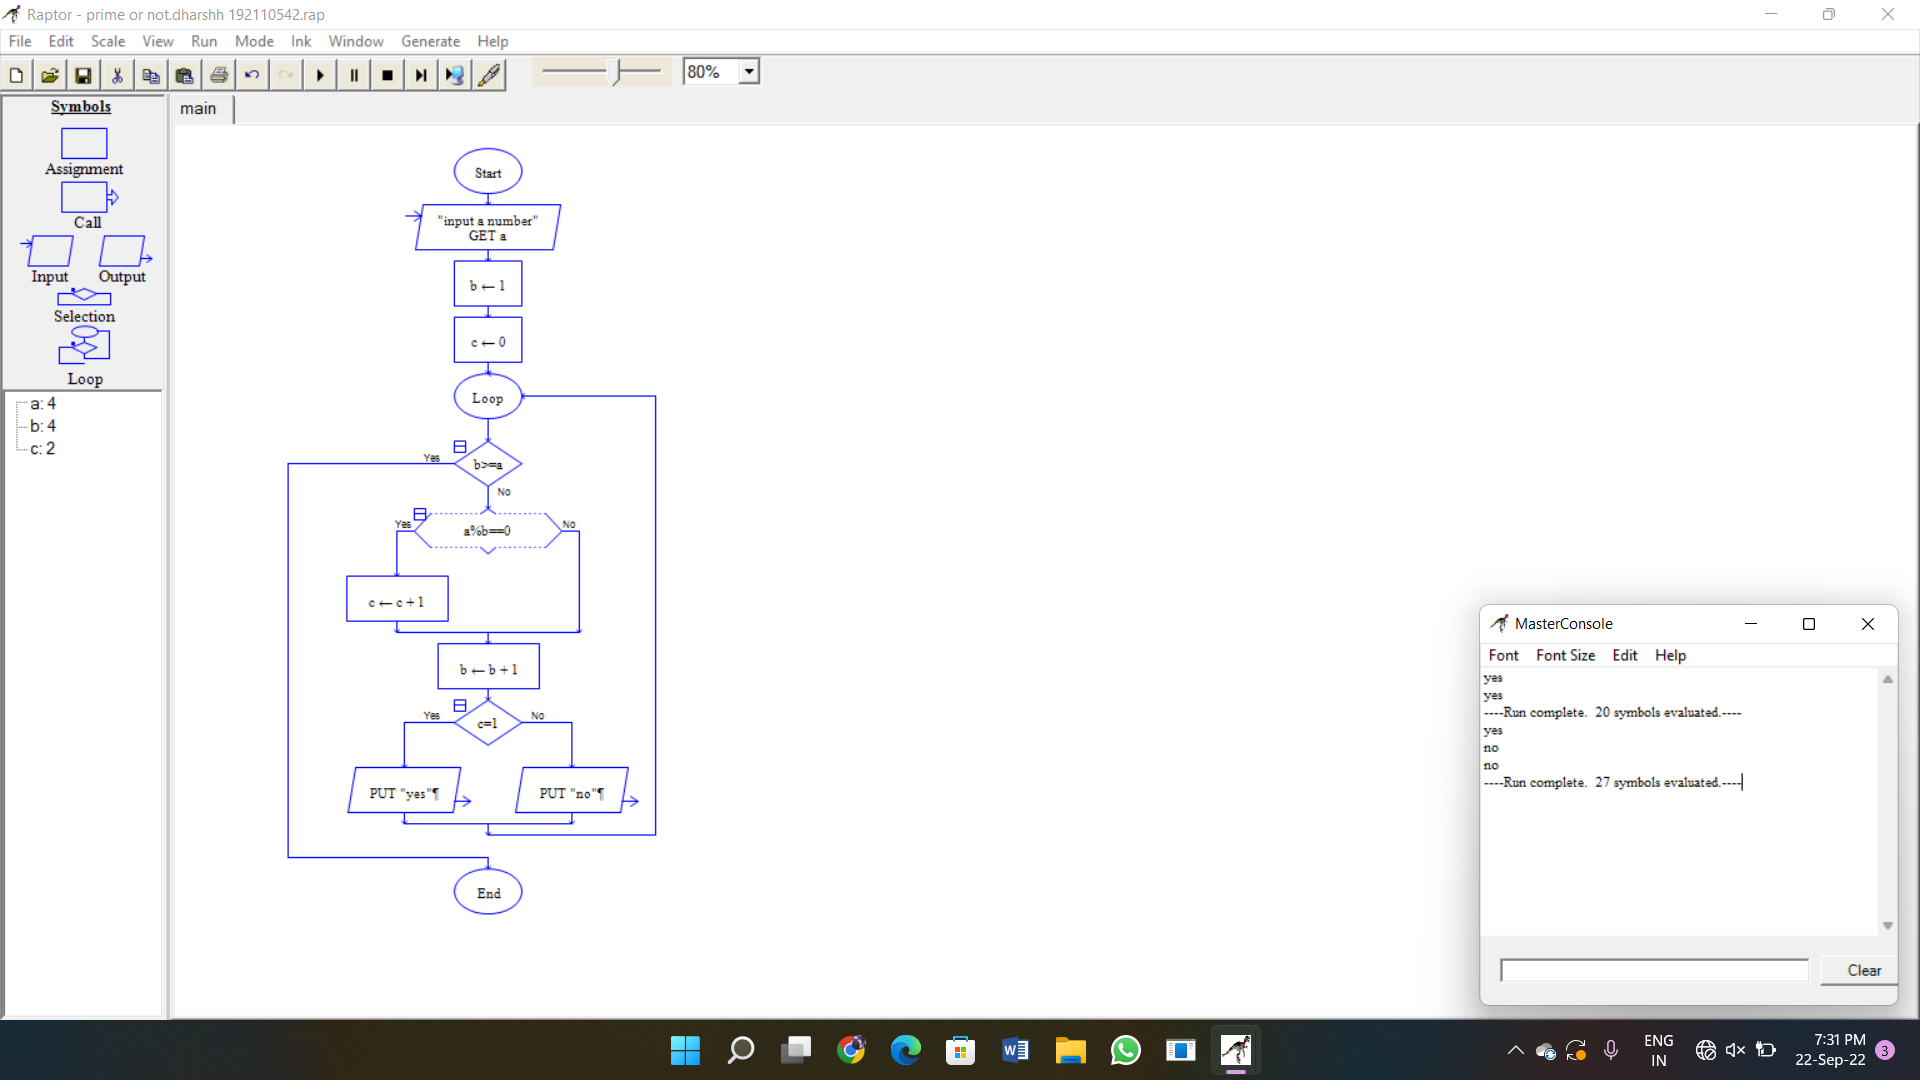 Raptor - prime or not.dharshh 192110542.rap
File Edit Scale View Run Mode Ink Window Generate Help
80%
Symbols
main
Assignment
Call
Input Output
Selection
Loop
a: 4
b: 4
c: 2
Start
"input a number"
GET a
b ← 1
c ← 0
Loop
Yes
b>=a
No
Yes
a%b==0
No
c ← c + 1
b ← b + 1
Yes
c=1
No
PUT "yes"¶
PUT "no"¶
End
MasterConsole
Font Font Size Edit Help
yes
yes
----Run complete.  20 symbols evaluated.----
yes
no
no
----Run complete.  27 symbols evaluated.----
Clear
ENG
IN
7:31 PM
22-Sep-22
3